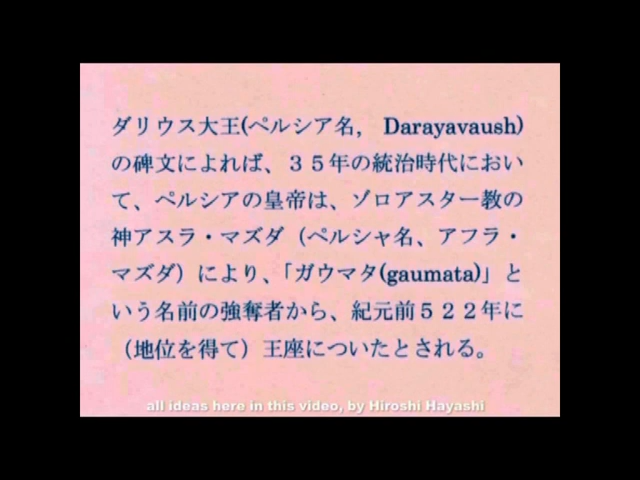 ダリウス大王(ペルシア名, Darayavaush)
の碑文によれば、３５年の統治時代におい
て、ペルシアの皇帝は、ゾロアスター教の
神アスラ・マズダ（ペルシャ名、アフラ・
マズダ）により、「ガウマタ(gaumata)」と
いう名前の強奪者から、紀元前５２２年に
（地位を得て）王座についたとされる。
all ideas here in this video, by Hiroshi Hayashi